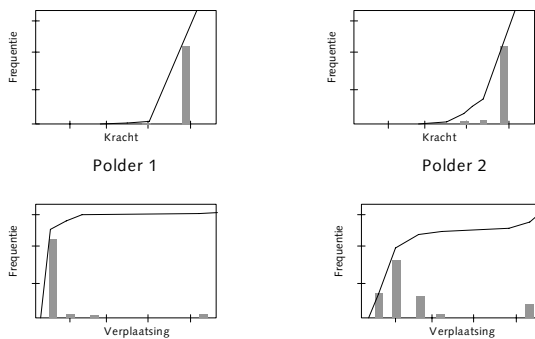 Frequentie
Kracht
Polder 1
Frequentie
Kracht
Polder 2
Frequentie
Verplaatsing
Frequentie
Verplaatsing